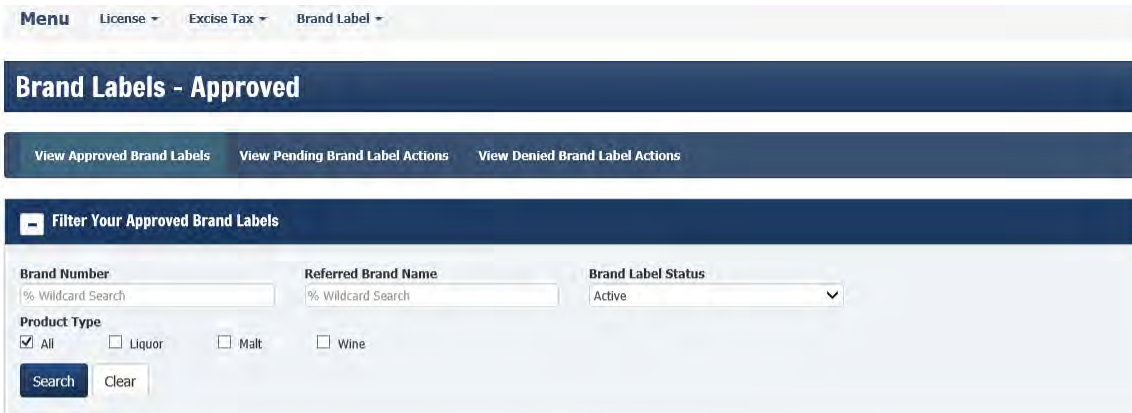 Menu License Excise Tax Brand Label
Brand Labels - Approved
View Approved Brand Labels View Pending Brand Label Actions View Denied Brand Label Actions
Filter Your Approved Brand Labels
Brand Number Referred Brand Name Brand Label Status
% Wildcard Search % Wildcard Search Active
Product Type
All Liquor Malt Wine
Search Clear